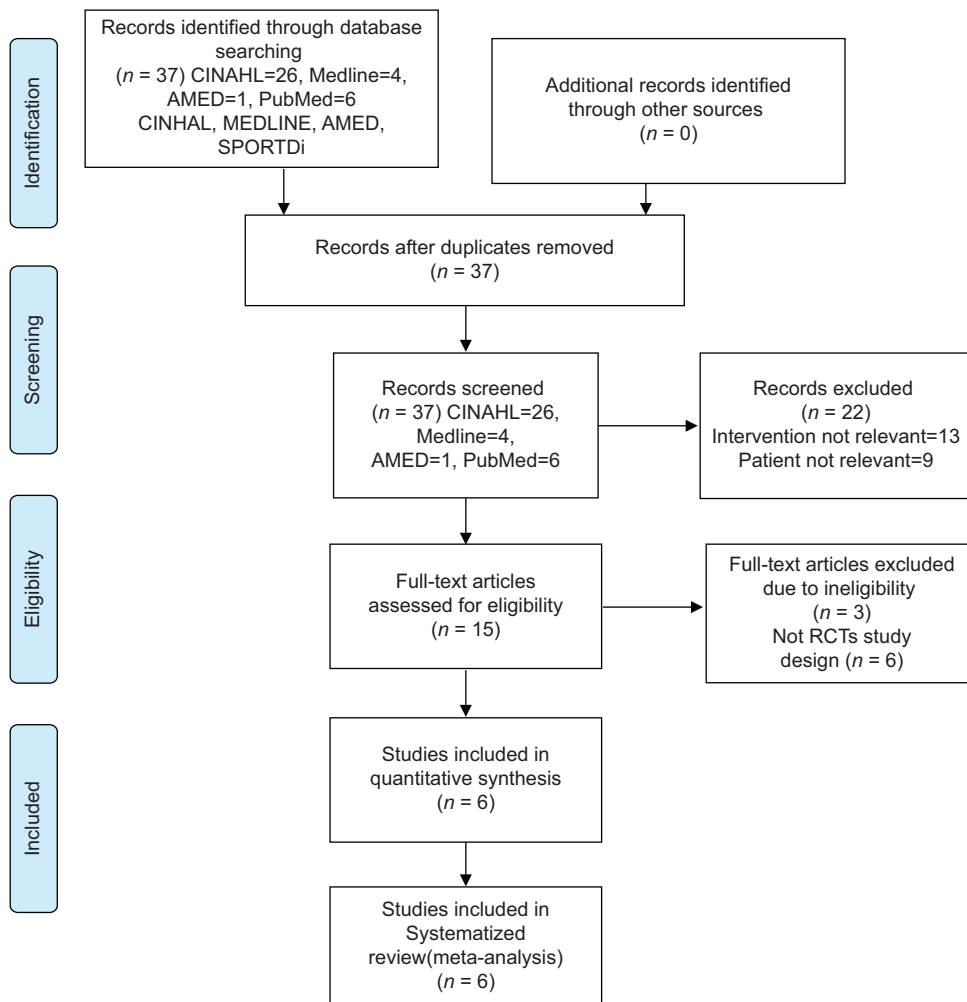 Identification
Records identified through database
searching
(n = 37) CINAHL=26, Medline=4,
AMED=1, PubMed=6
CINHAL, MEDLINE, AMED,
SPORTDi
Additional records identified
through other sources
(n = 0)
Records after duplicates removed
(n = 37)
Screening
Records screened
(n = 37) CINAHL=26,
Medline=4,
AMED=1, PubMed=6
Records excluded
(n = 22)
Intervention not relevant=13
Patient not relevant=9
Eligibility
Full-text articles
assessed for eligibility
(n = 15)
Full-text articles excluded
due to ineligibility
(n = 3)
Not RCTs study
design (n = 6)
Included
Studies included in
quantitative synthesis
(n = 6)
Studies included in
Systematized
review(meta-analysis)
(n = 6)